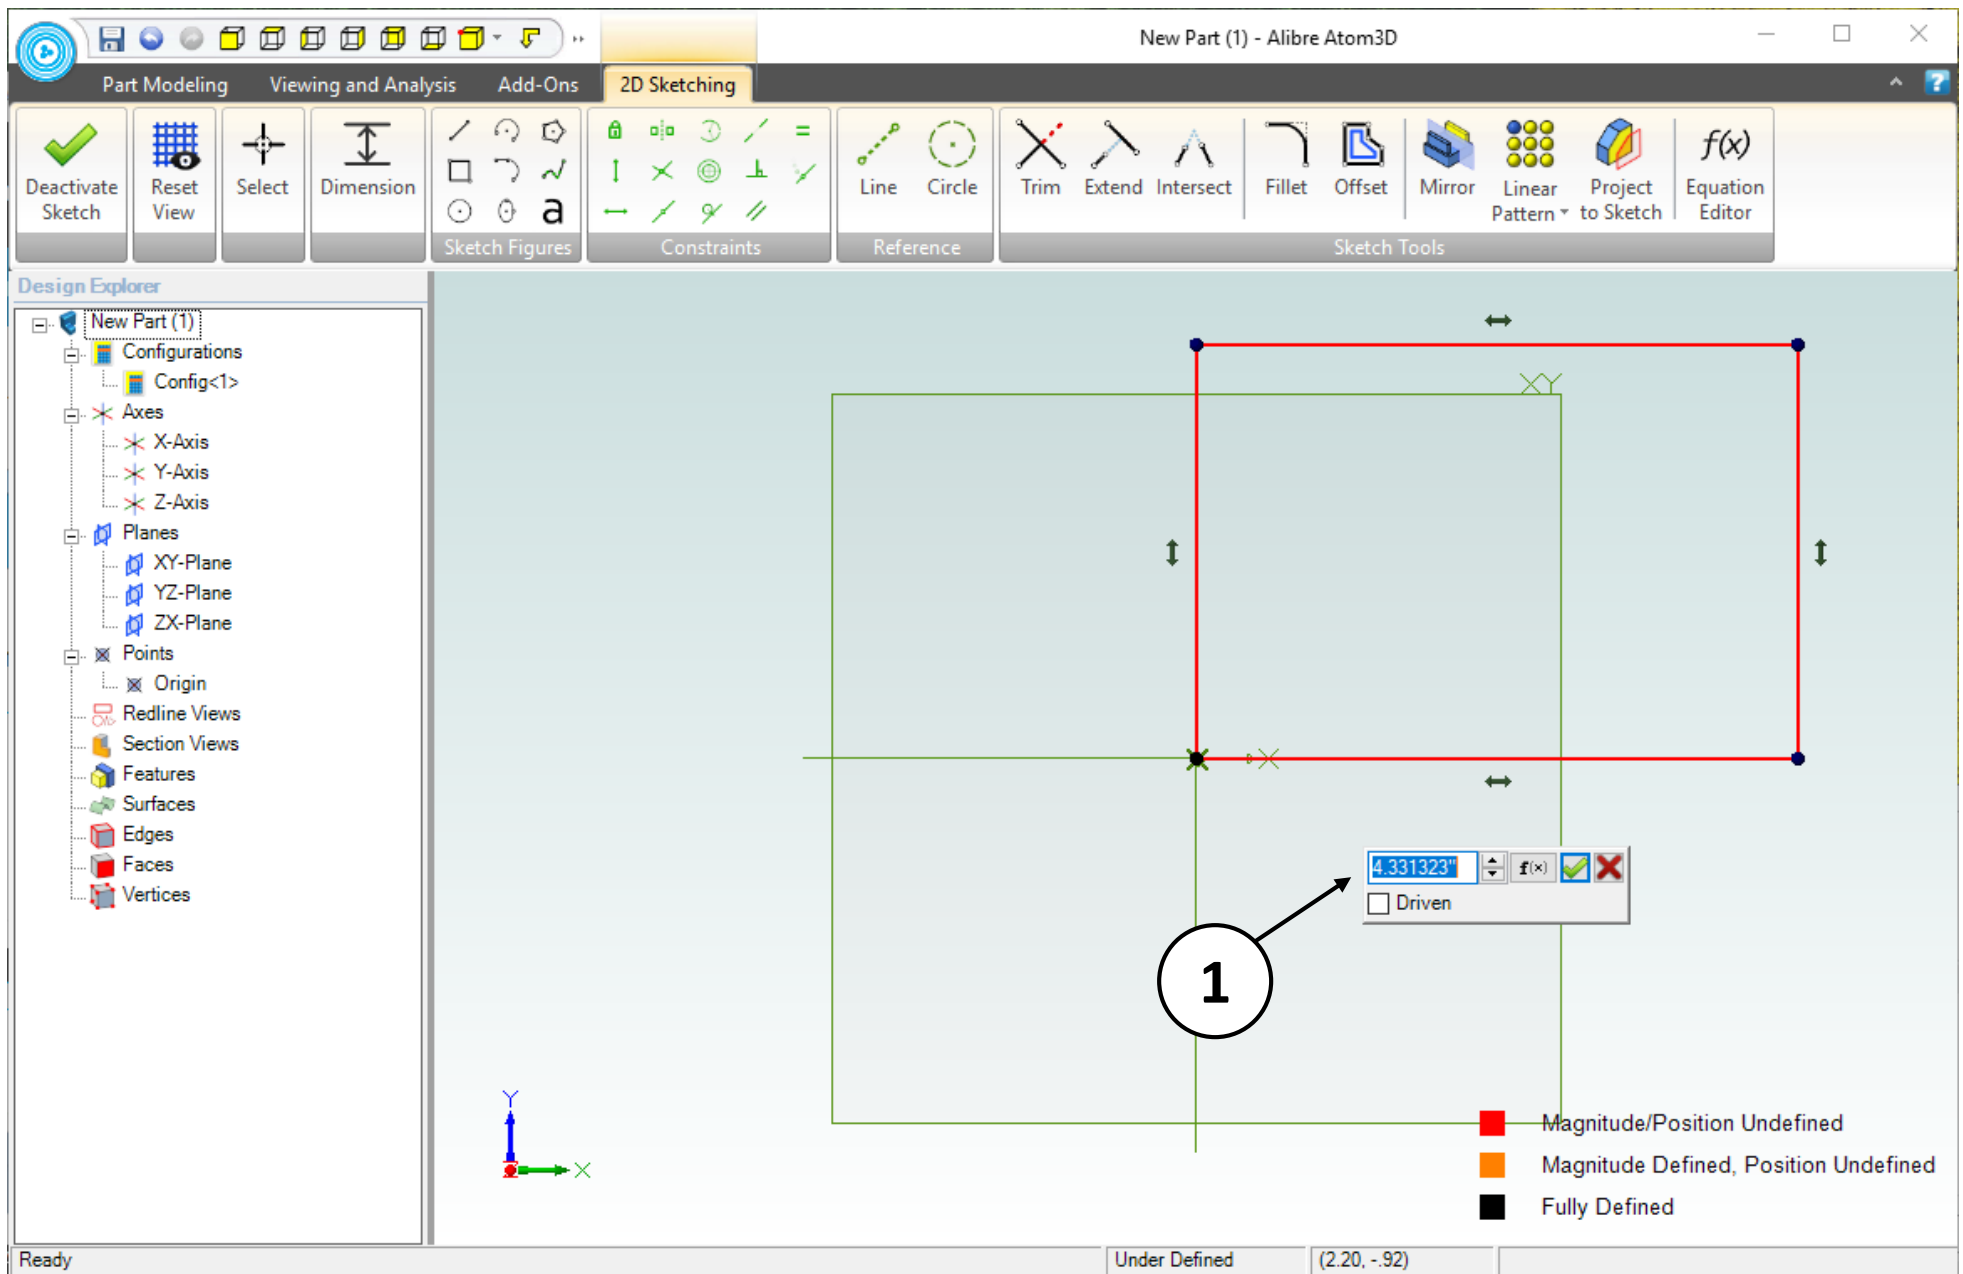 New Part (1) - Alibre Atom3D
Part Modeling
Viewing and Analysis
Add-Ons
2D Sketching
Deactivate
Sketch
Reset
View
Select
Dimension
a
Sketch Figures
Constraints
Line
Circle
Reference
Trim
Extend
Intersect
Fillet
Offset
Mirror
Linear
Pattern
Project
to Sketch
f(x)
Equation
Editor
Sketch Tools
Design Explorer
New Part (1)
Configurations
Config<1>
Axes
X-Axis
Y-Axis
Z-Axis
Planes
XY-Plane
YZ-Plane
ZX-Plane
Points
Origin
Redline Views
Section Views
Features
Surfaces
Edges
Faces
Vertices
XY
X
4.331323"
f(x)
Driven
1
Y
X
Magnitude/Position Undefined
Magnitude Defined, Position Undefined
Fully Defined
Ready
Under Defined
(2.20, -.92)